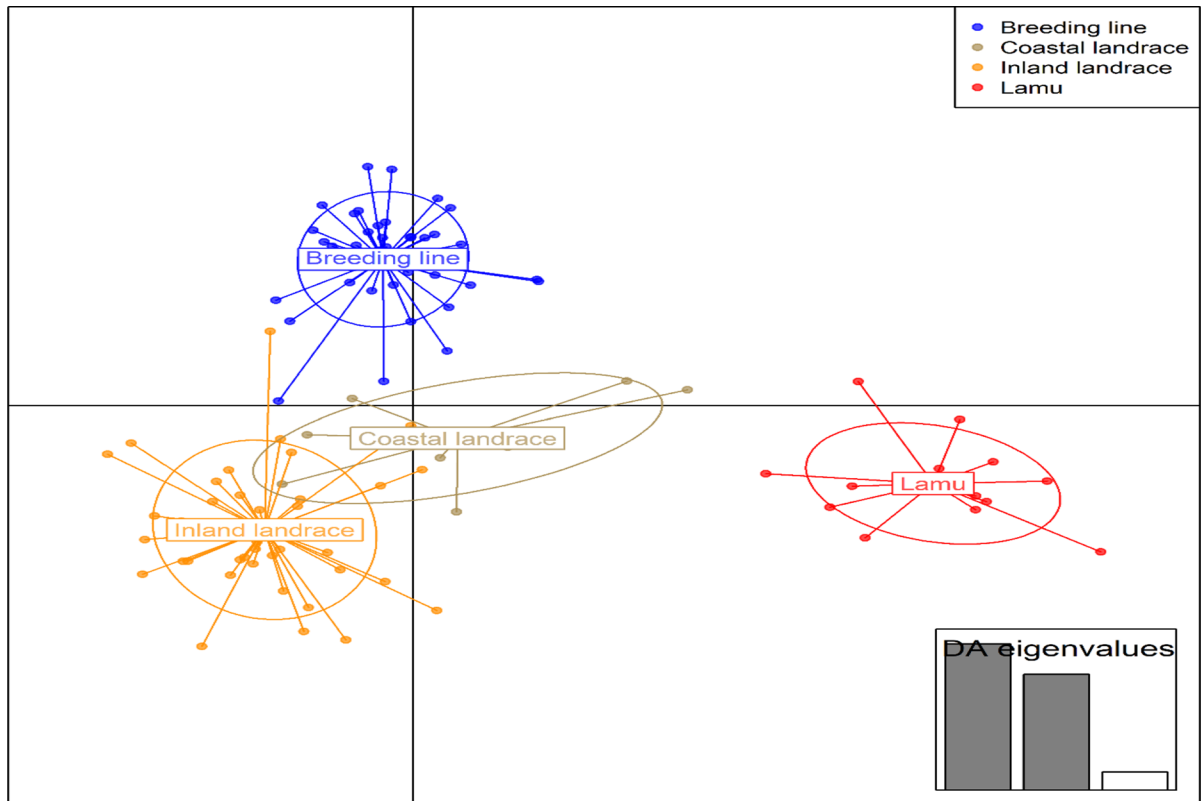 Breeding line
Coastal landrace
Inland landrace
Lamu
Breeding line
Coastal landrace
Lamu
Inland landrace
DA eigenvalues